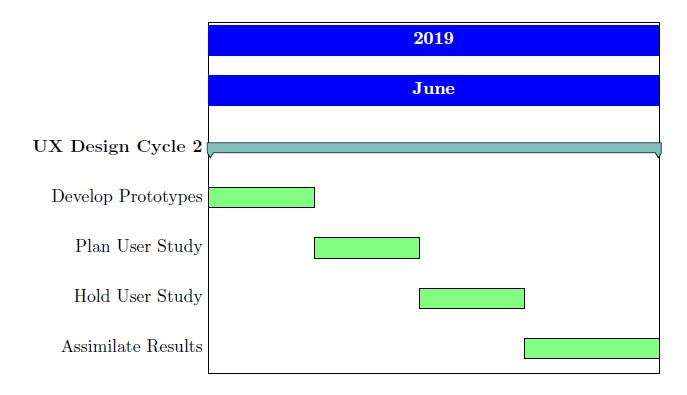 2019
June
UX Design Cycle 2
Develop Prototypes
Plan User Study
Hold User Study
Assimilate Results